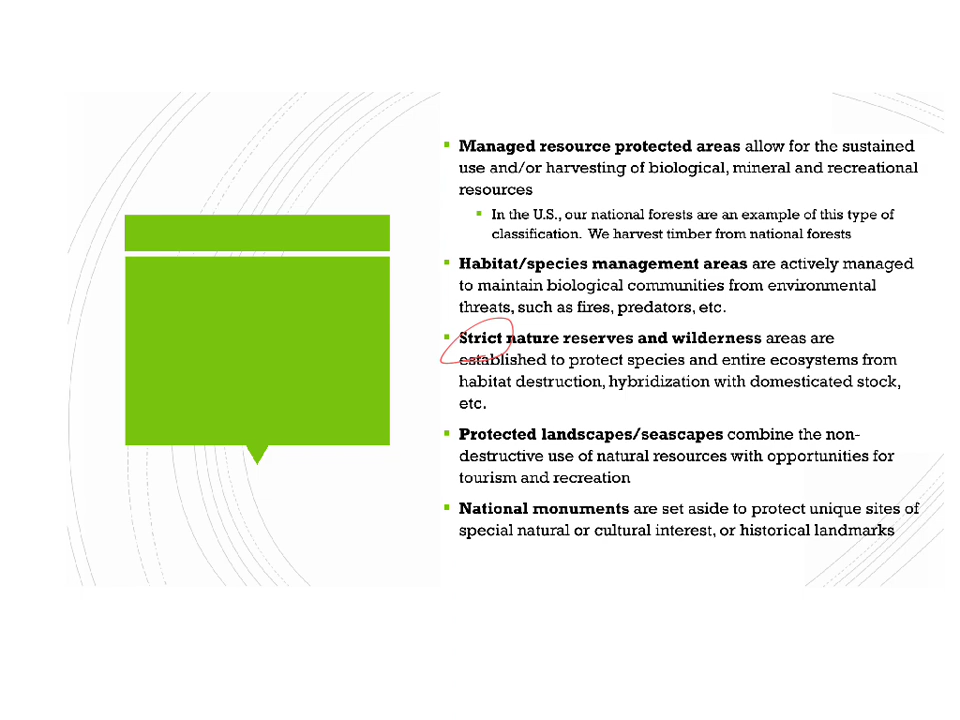 Managed resource protected areas allow for the sustained
use and/or harvesting of biological, mineral and recreational
resources
In the U.S., our national forests are an example of this type of
classification. We harvest timber from national forests
Habitat/species management areas are actively managed
to maintain biological communities from environmental
threats, such as fires, predators, etc.
Strict nature reserves and wilderness areas are
established to protect species and entire ecosystems from
habitat destruction, hybridization with domesticated stock,
etc.
Protected landscapes/seascapes combine the non-
destructive use of natural resources with opportunities for
tourism and recreation
National monuments are set aside to protect unique sites of
special natural or cultural interest, or historical landmarks